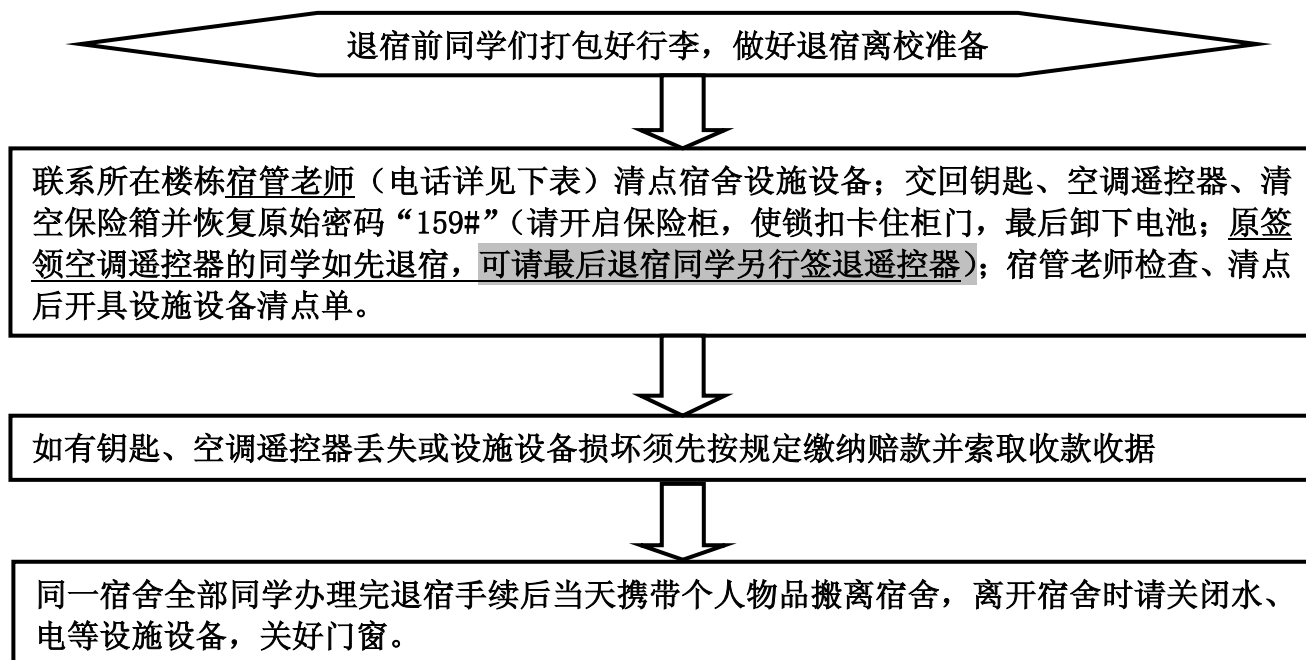 退宿前同学们打包好行李，做好退宿离校准备
联系所在楼栋宿管老师（电话详见下表）清点宿舍设施设备；交回钥匙、空调遥控器、清
空保险箱并恢复原始密码“159#”（请开启保险柜，使锁扣卡住柜门，最后卸下电池；原签
领空调遥控器的同学如先退宿，可请最后退宿同学另行签退遥控器）；宿管老师检查、清点
后开具设施设备清点单。
如有钥匙、空调遥控器丢失或设施设备损坏须先按规定缴纳赔款并索取收款收据
同一宿舍全部同学办理完退宿手续后当天携带个人物品搬离宿舍，离开宿舍时请关闭水、
电等设施设备，关好门窗。